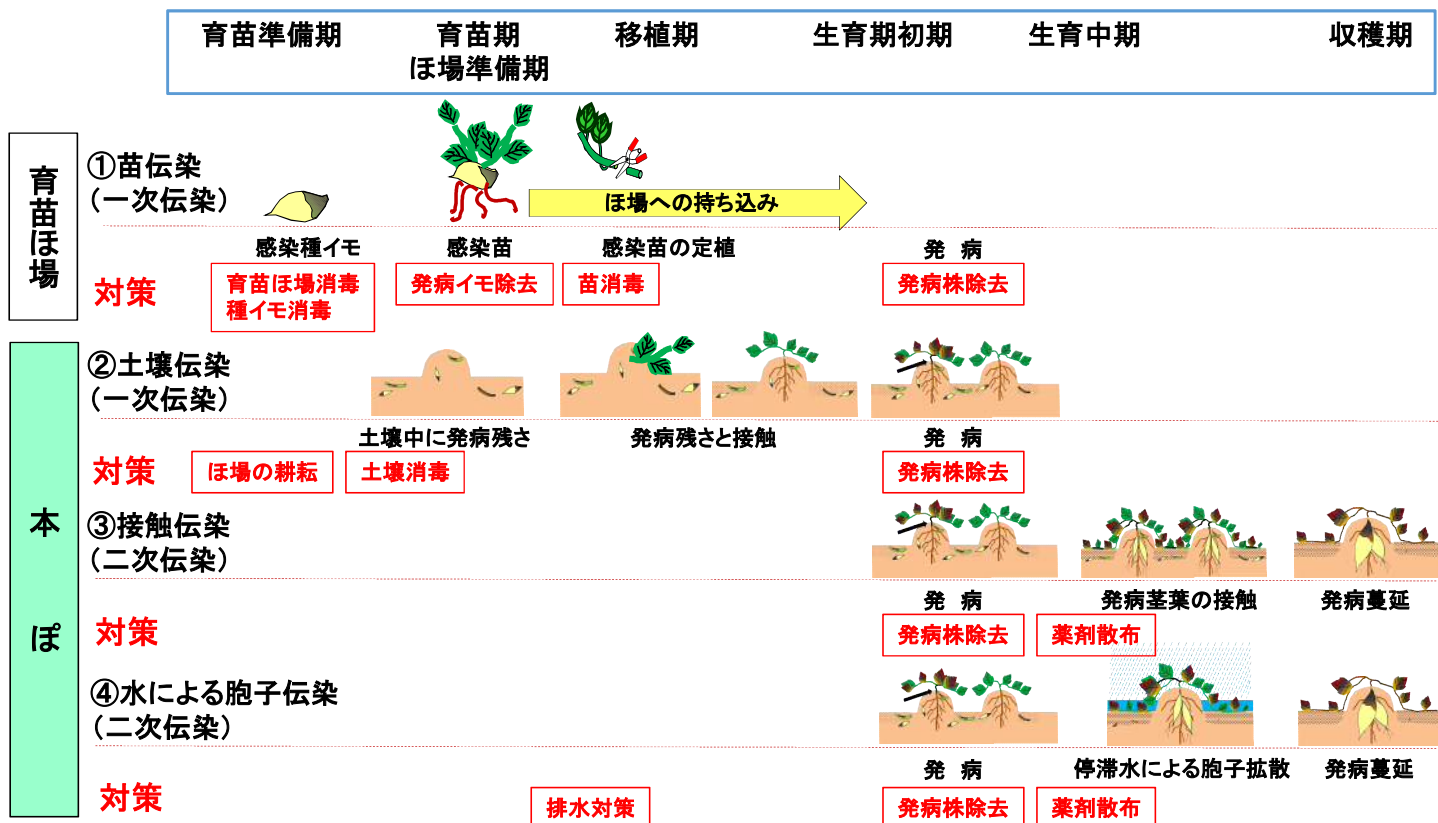 育苗準備期
育苗期
ほ場準備期
移植期
生育期初期
生育中期
収穫期
育苗ほ場
①苗伝染
(一次伝染)
ほ場への持ち込み
感染種イモ
感染苗
感染苗の定植
発 病
対策
育苗ほ場消毒
種イモ消毒
発病イモ除去
苗消毒
発病株除去
本ぽ
②土壌伝染
(一次伝染)
土壌中に発病残さ
発病残さと接触
発 病
対策
ほ場の耕耘
土壌消毒
発病株除去
③接触伝染
(二次伝染)
発 病
発病茎葉の接触
発病蔓延
対策
発病株除去
薬剤散布
④水による胞子伝染
(二次伝染)
発 病
停滞水による胞子拡散
発病蔓延
対策
排水対策
発病株除去
薬剤散布